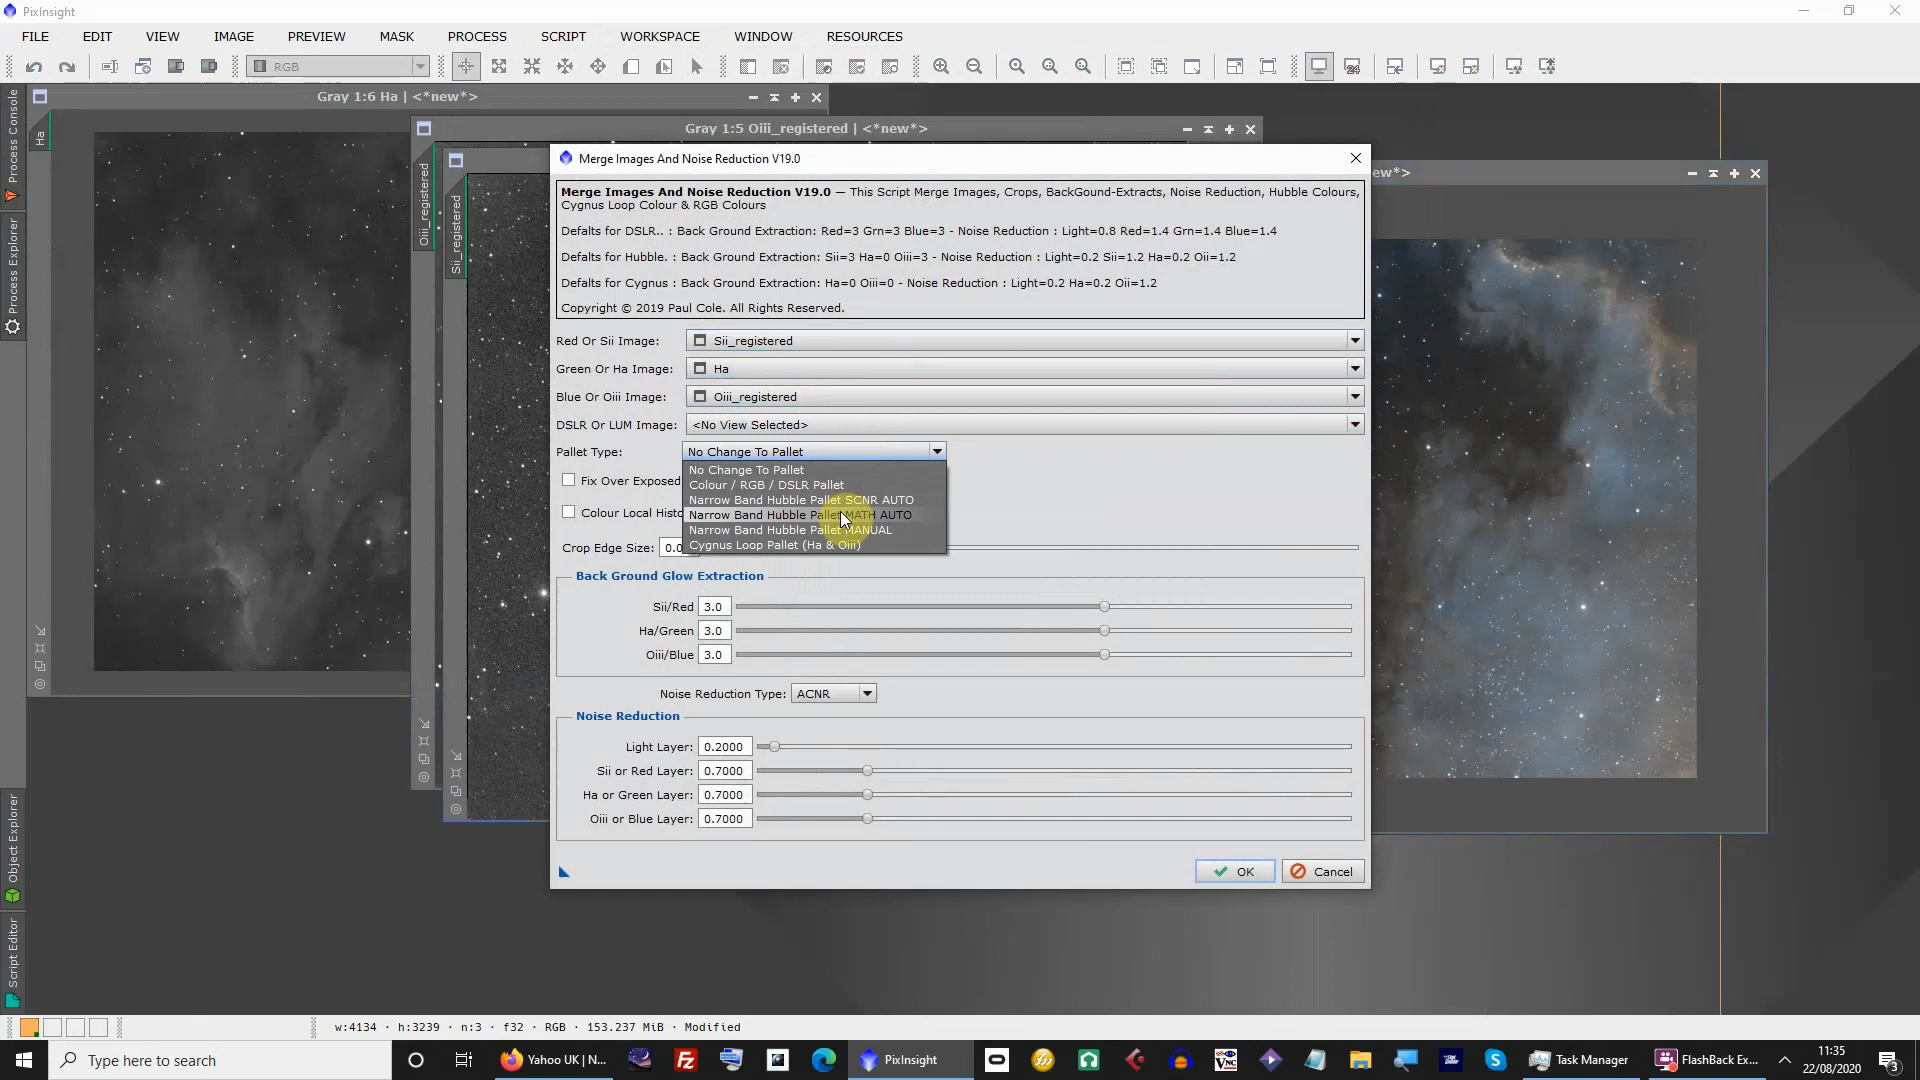 PixInsight
FILE EDIT VIEW IMAGE PREVIEW MASK PROCESS SCRIPT WORKSPACE WINDOW RESOURCES
RGB
Gray 1:6 Ha | <*new*>
Gray 1:5 Oiii_registered | <*new*>
ew*>
Process Console
Process Explorer
Object Explorer
Script Editor
Ha
Oiii_registered
Sii_registered
Merge Images And Noise Reduction V19.0
Merge Images And Noise Reduction V19.0 — This Script Merge Images, Crops, BackGound-Extracts, Noise Reduction, Hubble Colours,
Cygnus Loop Colour & RGB Colours
Defalts for DSLR.. : Back Ground Extraction: Red=3 Grn=3 Blue=3 - Noise Reduction : Light=0.8 Red=1.4 Grn=1.4 Blue=1.4
Defalts for Hubble. : Back Ground Extraction: Sii=3 Ha=0 Oiii=3 - Noise Reduction : Light=0.2 Sii=1.2 Ha=0.2 Oii=1.2
Defalts for Cygnus : Back Ground Extraction: Ha=0 Oiii=0 - Noise Reduction : Light=0.2 Ha=0.2 Oii=1.2
Copyright © 2019 Paul Cole. All Rights Reserved.
Red Or Sii Image: Sii_registered
Green Or Ha Image: Ha
Blue Or Oiii Image: Oiii_registered
DSLR Or LUM Image: <No View Selected>
Pallet Type: No Change To Pallet
No Change To Pallet
Colour / RGB / DSLR Pallet
Narrow Band Hubble Pallet SCNR AUTO
Narrow Band Hubble Pallet MATH AUTO
Narrow Band Hubble Pallet MANUAL
Cygnus Loop Pallet (Ha & Oiii)
Fix Over Exposed
Colour Local Histo
Crop Edge Size: 0.0
Back Ground Glow Extraction
Sii/Red 3.0
Ha/Green 3.0
Oiii/Blue 3.0
Noise Reduction Type: ACNR
Noise Reduction
Light Layer: 0.2000
Sii or Red Layer: 0.7000
Ha or Green Layer: 0.7000
Oiii or Blue Layer: 0.7000
OK Cancel
w:4134 · h:3239 · n:3 · f32 · RGB · 153.237 MiB · Modified
Type here to search
Yahoo UK | N...
PixInsight
Task Manager
FlashBack Ex...
11:35
22/08/2020
3